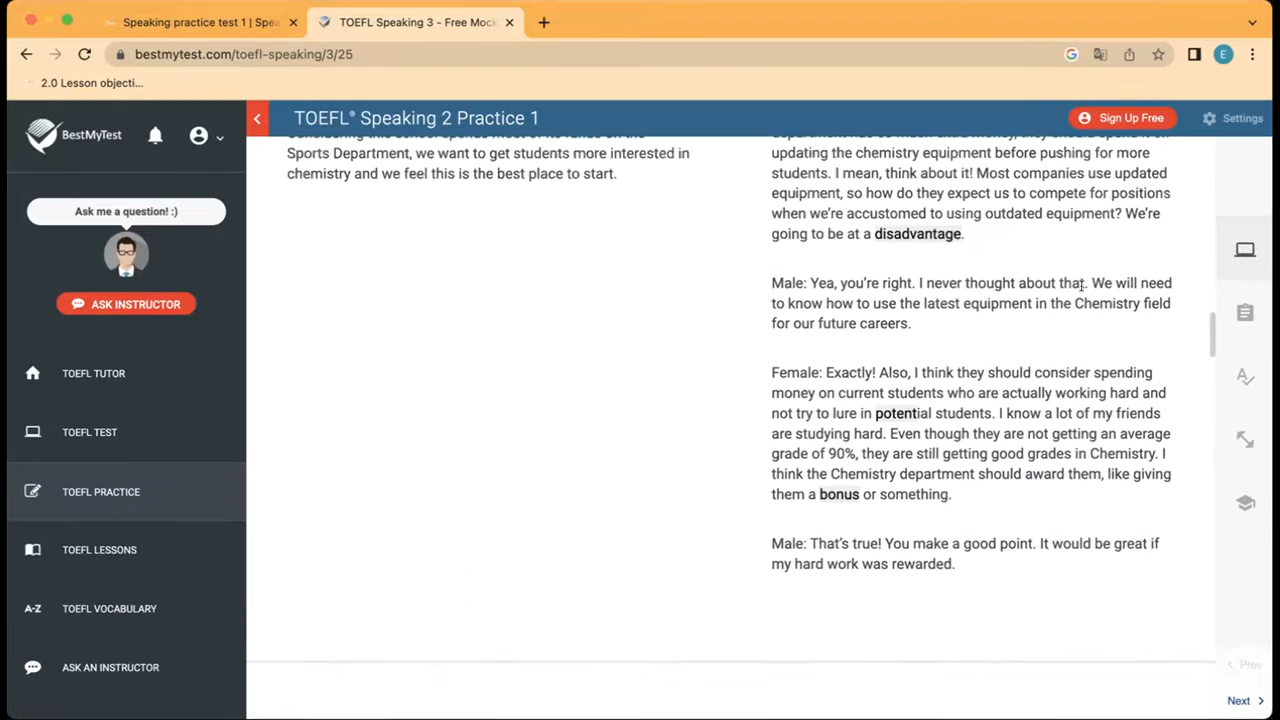 Speaking practice test 1 | Spea
TOEFL Speaking 3 - Free Mock
bestmytest.com/toefl-speaking/3/25
E
2.0 Lesson objecti...
BestMyTest
TOEFL® Speaking 2 Practice 1
Sign Up Free
Settings
Ask me a question! :)
ASK INSTRUCTOR
TOEFL TUTOR
TOEFL TEST
TOEFL PRACTICE
TOEFL LESSONS
A-Z TOEFL VOCABULARY
ASK AN INSTRUCTOR
Sports Department, we want to get students more interested in
chemistry and we feel this is the best place to start.
updating the chemistry equipment before pushing for more
students. I mean, think about it! Most companies use updated
equipment, so how do they expect us to compete for positions
when we're accustomed to using outdated equipment? We're
going to be at a disadvantage.
Male: Yea, you're right. I never thought about that. We will need
to know how to use the latest equipment in the Chemistry field
for our future careers.
Female: Exactly! Also, I think they should consider spending
money on current students who are actually working hard and
not try to lure in potential students. I know a lot of my friends
are studying hard. Even though they are not getting an average
grade of 90%, they are still getting good grades in Chemistry. I
think the Chemistry department should award them, like giving
them a bonus or something.
Male: That's true! You make a good point. It would be great if
my hard work was rewarded.
Prev
Next